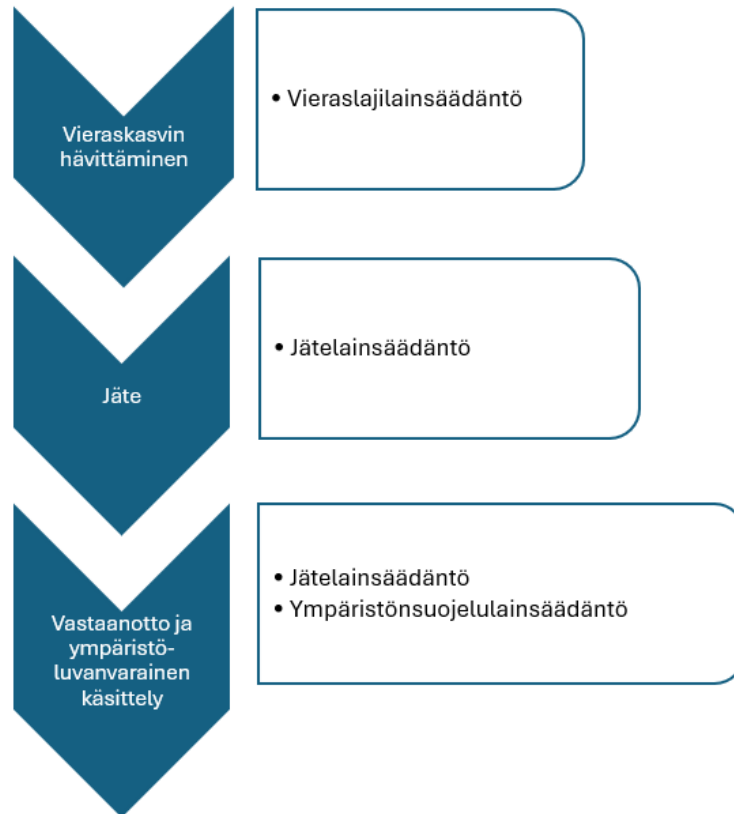 Vieraskasvin
hävittäminen
• Vieraslajilainsäädäntö
Jäte
• Jätelainsäädäntö
Vastaanotto ja
ympäristö-
luvanvarainen
käsittely
• Jätelainsäädäntö
• Ympäristönsuojelulainsäädäntö